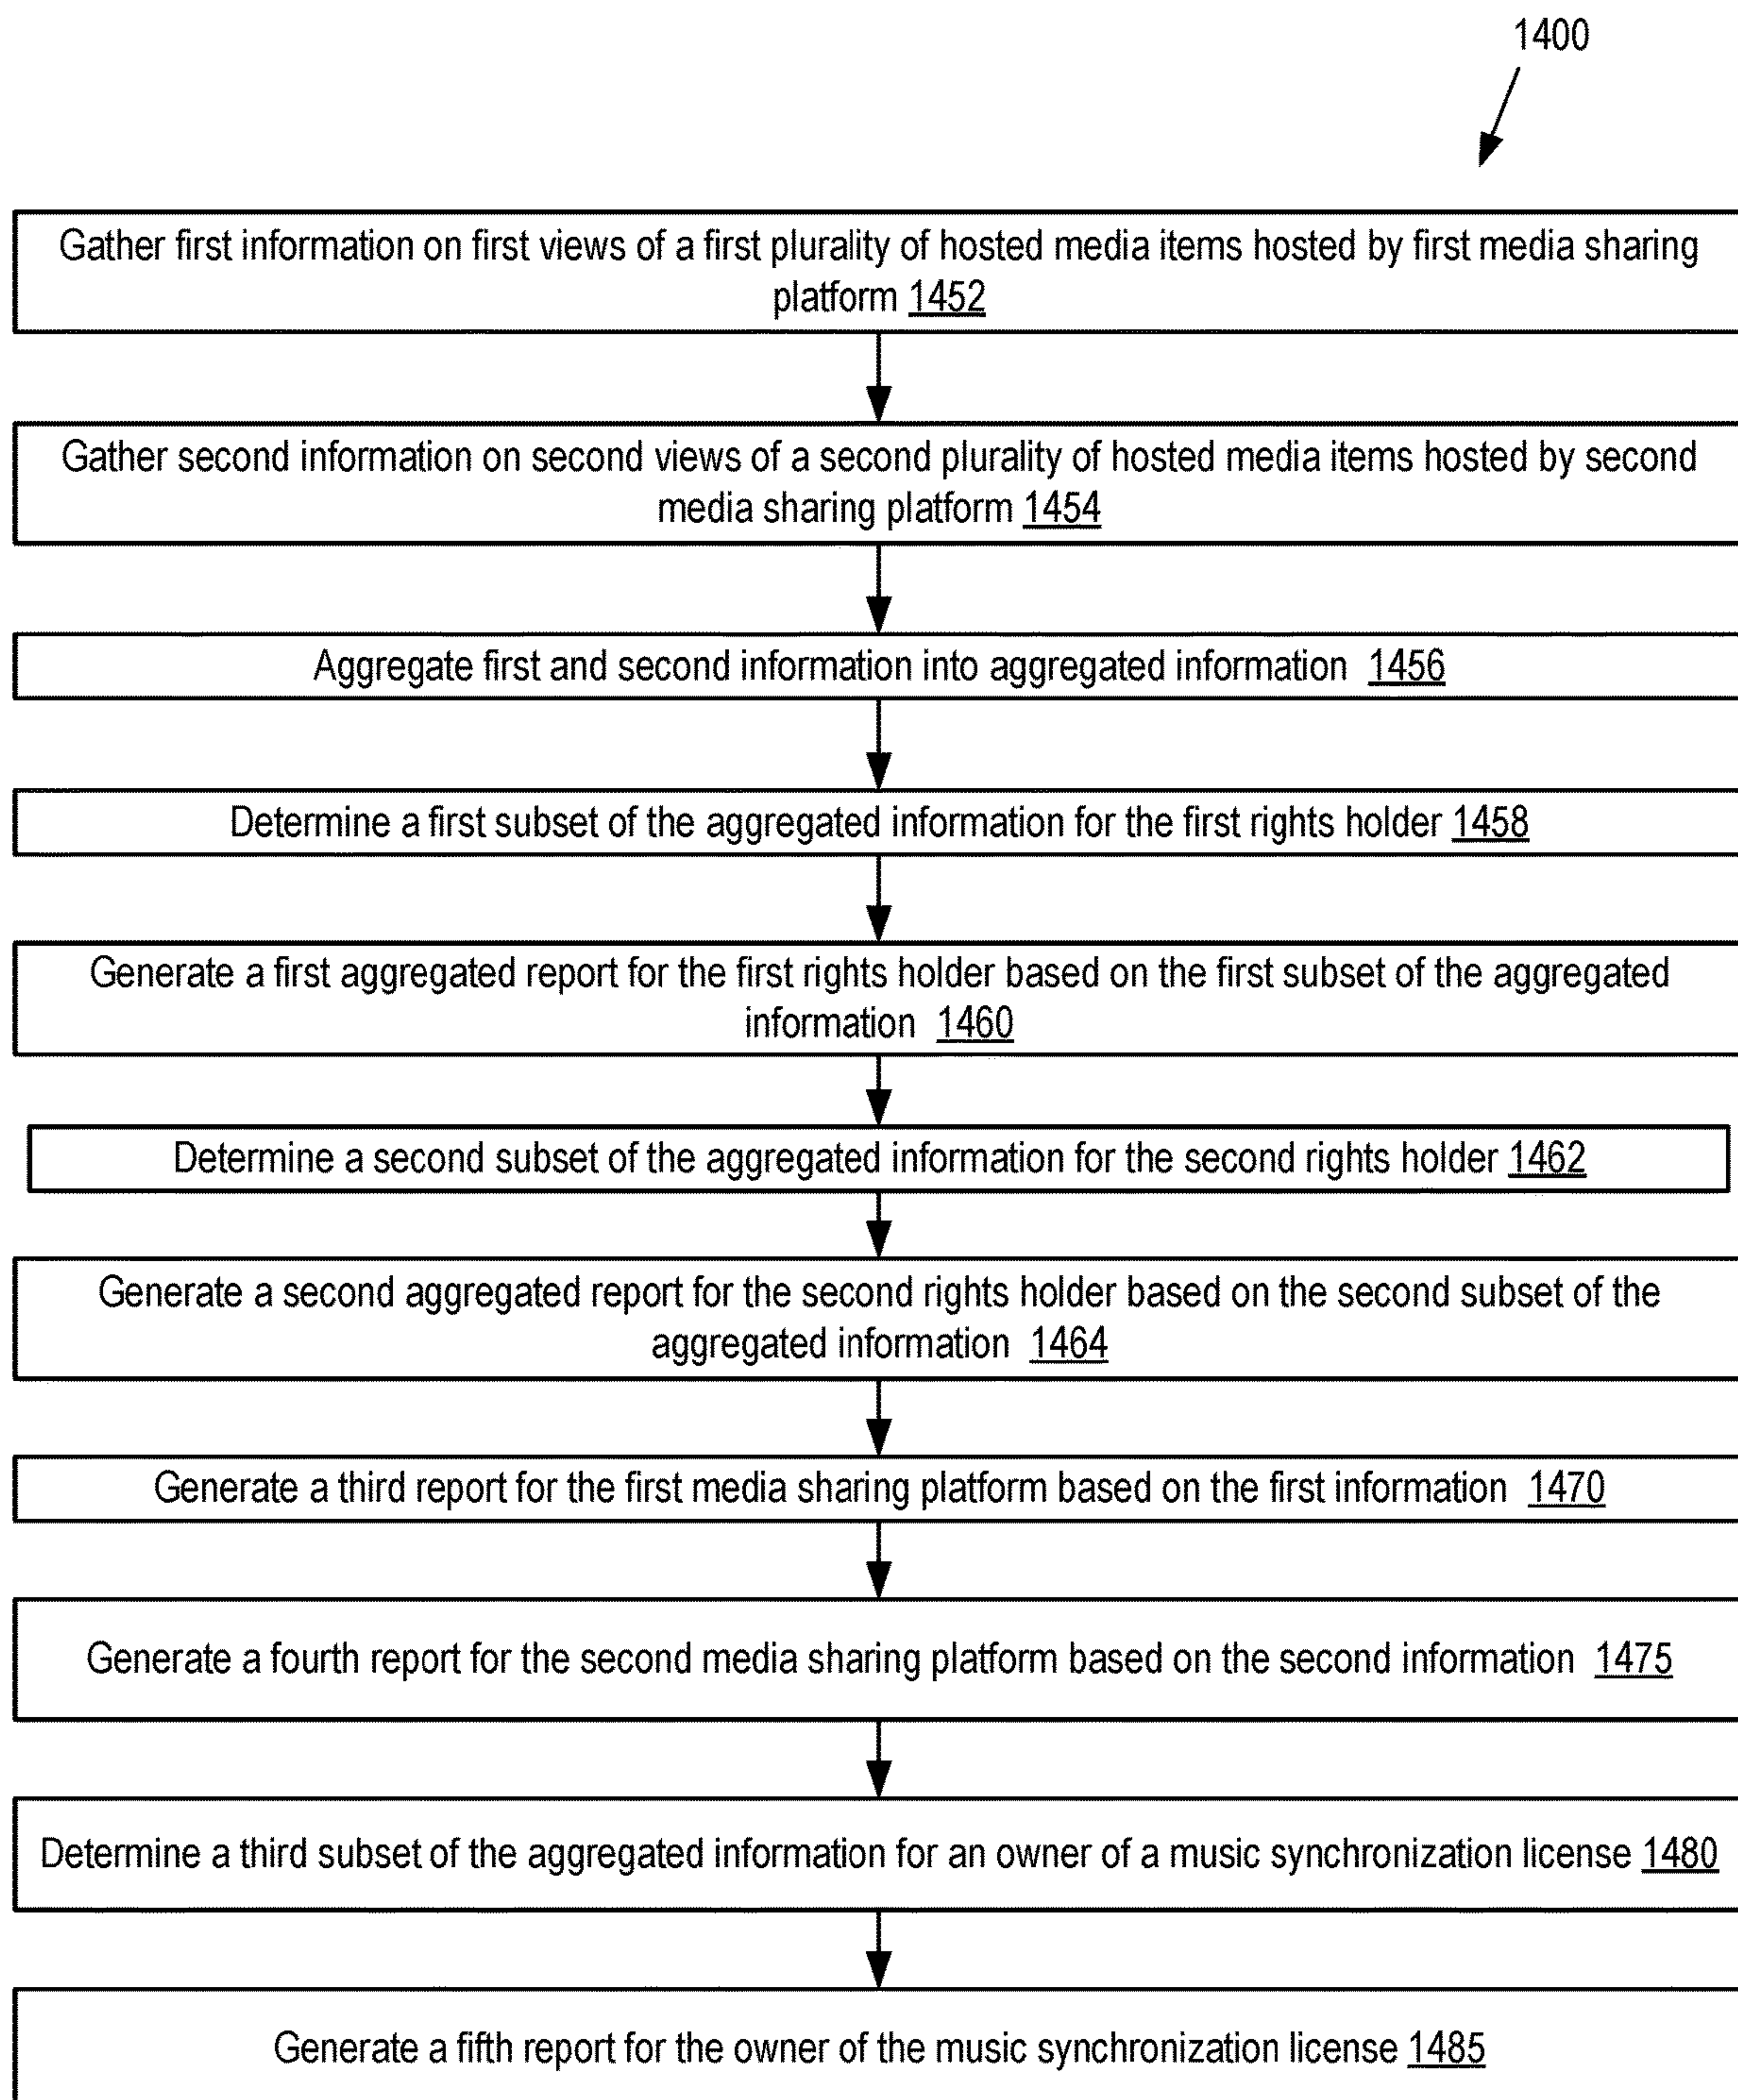 1400
Gather first information on first views of a first plurality of hosted media items hosted by first media sharing
platform 1452
Gather second information on second views of a second plurality of hosted media items hosted by second
media sharing platform 1454
Aggregate first and second information into aggregated information 1456
Determine a first subset of the aggregated information for the first rights holder 1458
Generate a first aggregated report for the first rights holder based on the first subset of the aggregated
information 1460
Determine a second subset of the aggregated information for the second rights holder 1462
Generate a second aggregated report for the second rights holder based on the second subset of the
aggregated information 1464
Generate a third report for the first media sharing platform based on the first information 1470
Generate a fourth report for the second media sharing platform based on the second information 1475
Determine a third subset of the aggregated information for an owner of a music synchronization license 1480
Generate a fifth report for the owner of the music synchronization license 1485